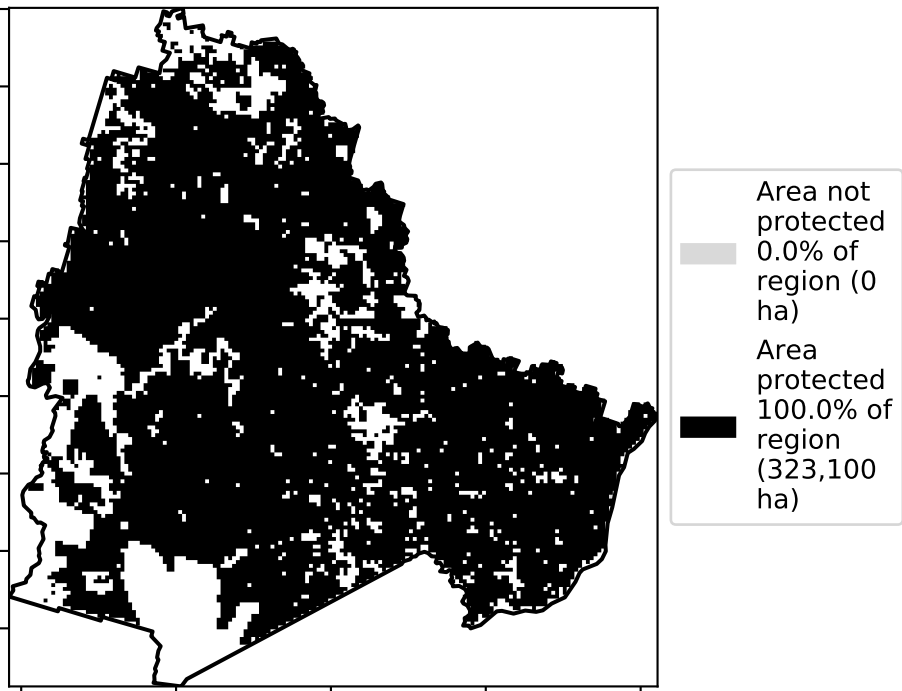 Area not
protected
0.0% of
region (0
ha)
Area
protected
100.0% of
region
(323,100
ha)